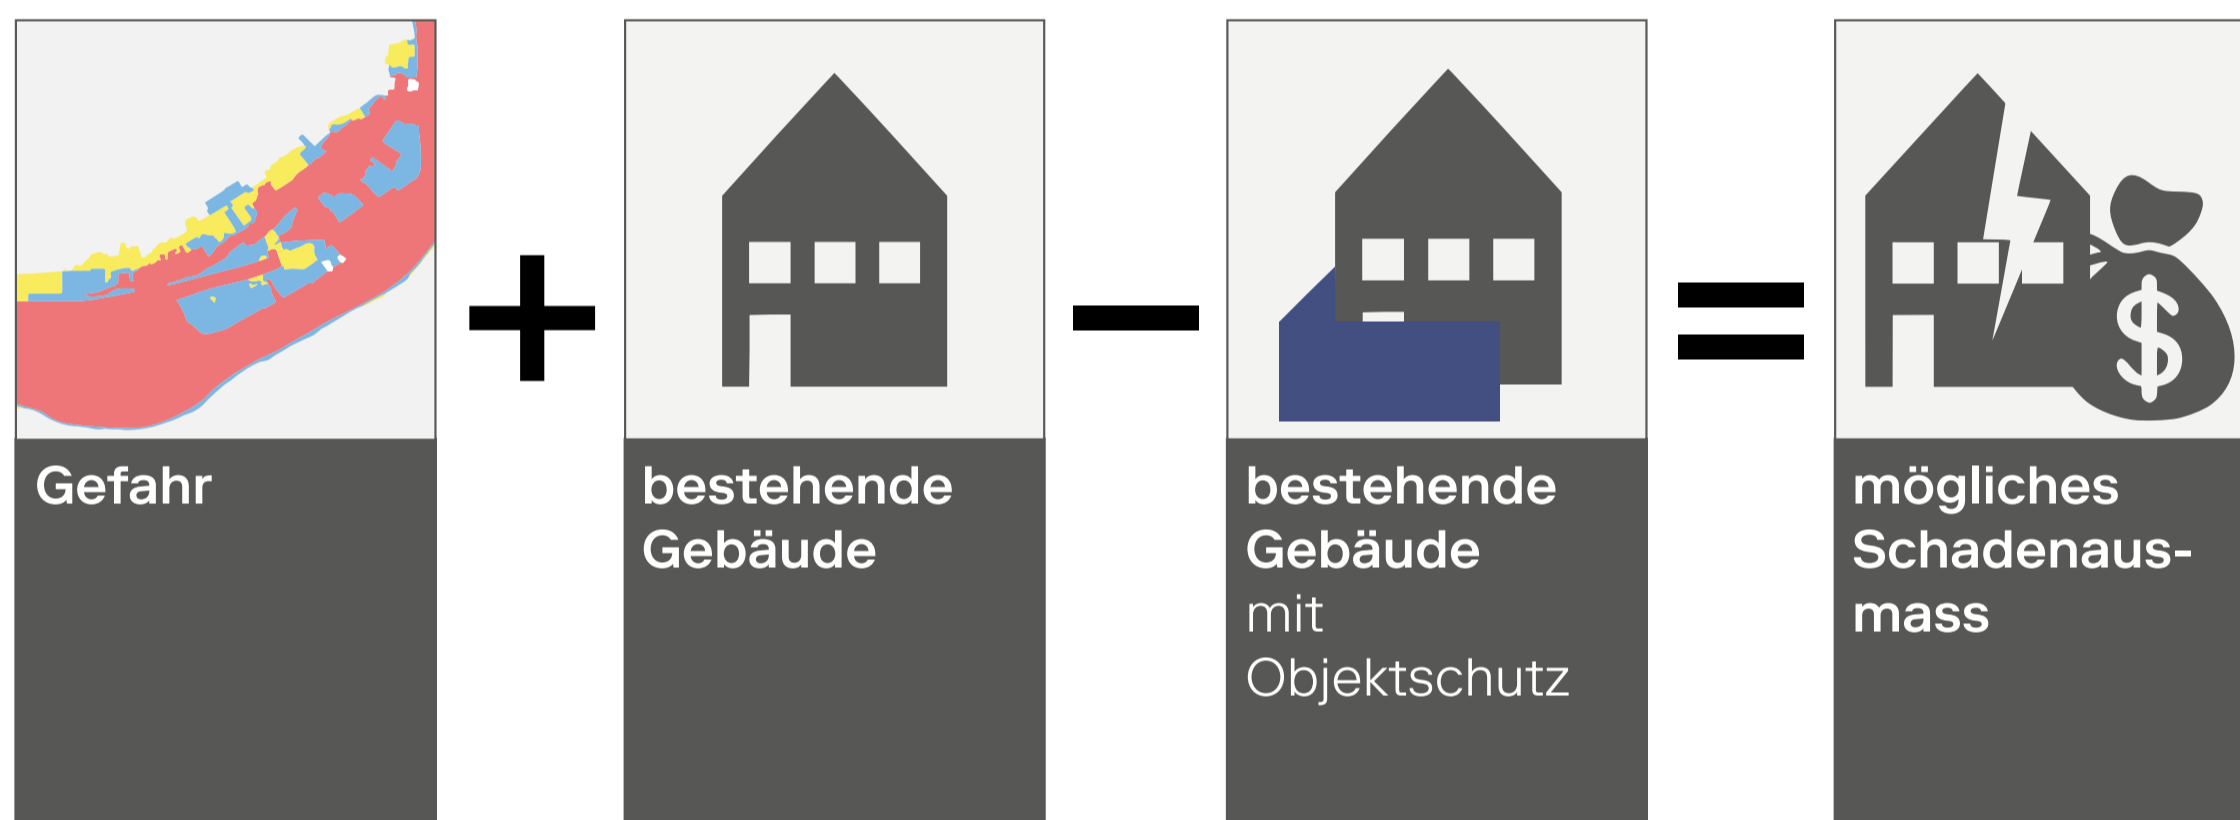 Gefahr
bestehende
Gebäude
bestehende
Gebäude
mit
Objektschutz
mögliches
Schadenaus-
mass
$